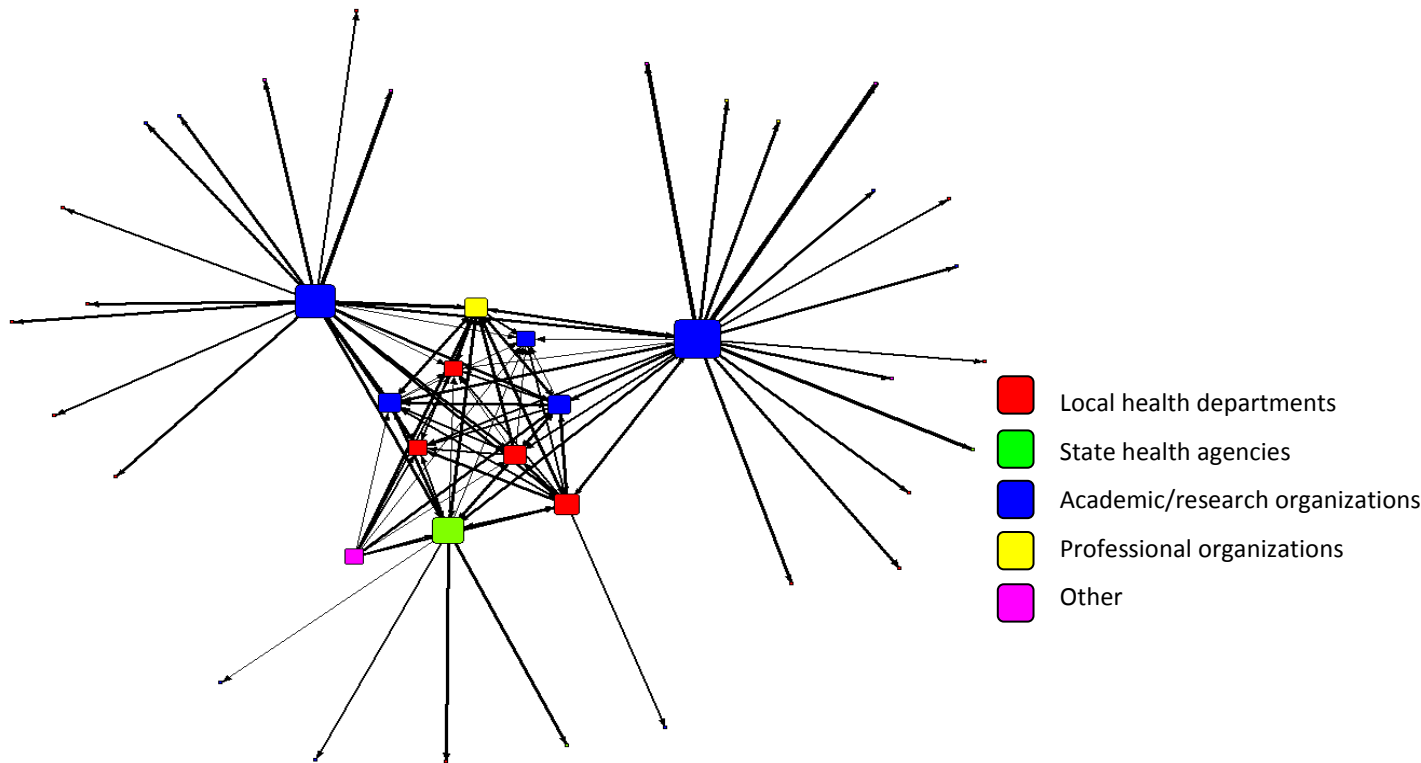 Local health departments
State health agencies
Academic/research organizations
Professional organizations
Other